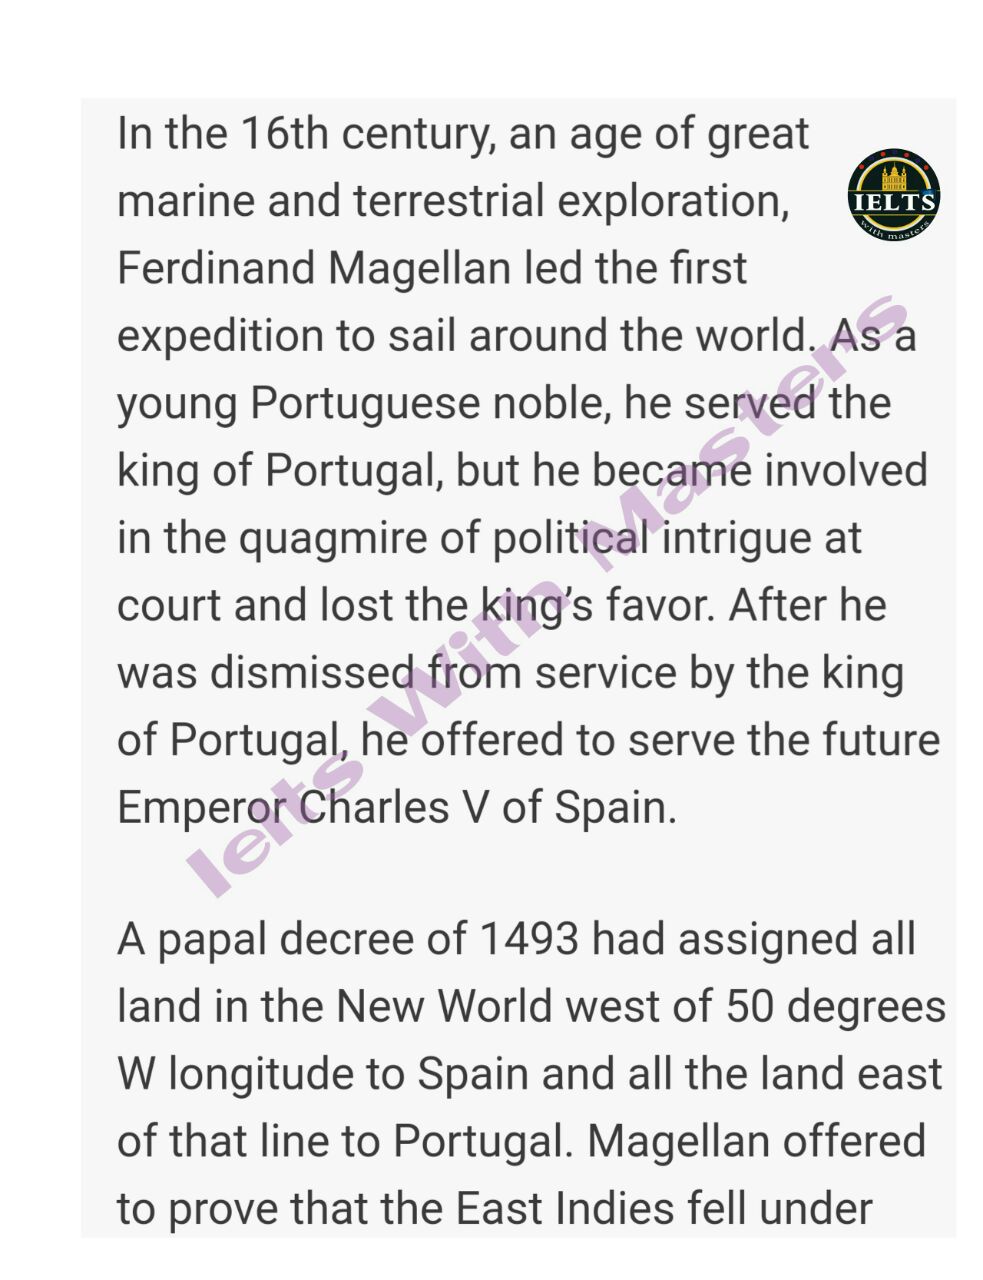 In the 16th century, an age of great
marine and terrestrial exploration,
IELTS
with masters
Ferdinand Magellan led the first
expedition to sail around the world. As a
young Portuguese noble, he served the
king of Portugal, but he became involved
in the quagmire of political intrigue at
court and lost the king’s favor. After he
was dismissed from service by the king
of Portugal, he offered to serve the future
Emperor Charles V of Spain.
Ielts With Masters
A papal decree of 1493 had assigned all
land in the New World west of 50 degrees
W longitude to Spain and all the land east
of that line to Portugal. Magellan offered
to prove that the East Indies fell under